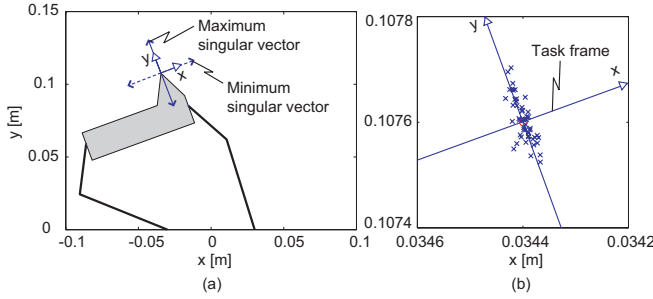 0.15
Maximum
singular vector
y
x
Minimum
singular vector
0.1
y [m]
0.05
0
-0.1
-0.05
0
0.05
0.1
x [m]
(a)
0.1078
y
Task frame
x
0.1076
0.1074
0.0346
0.0344
0.0342
x [m]
(b)